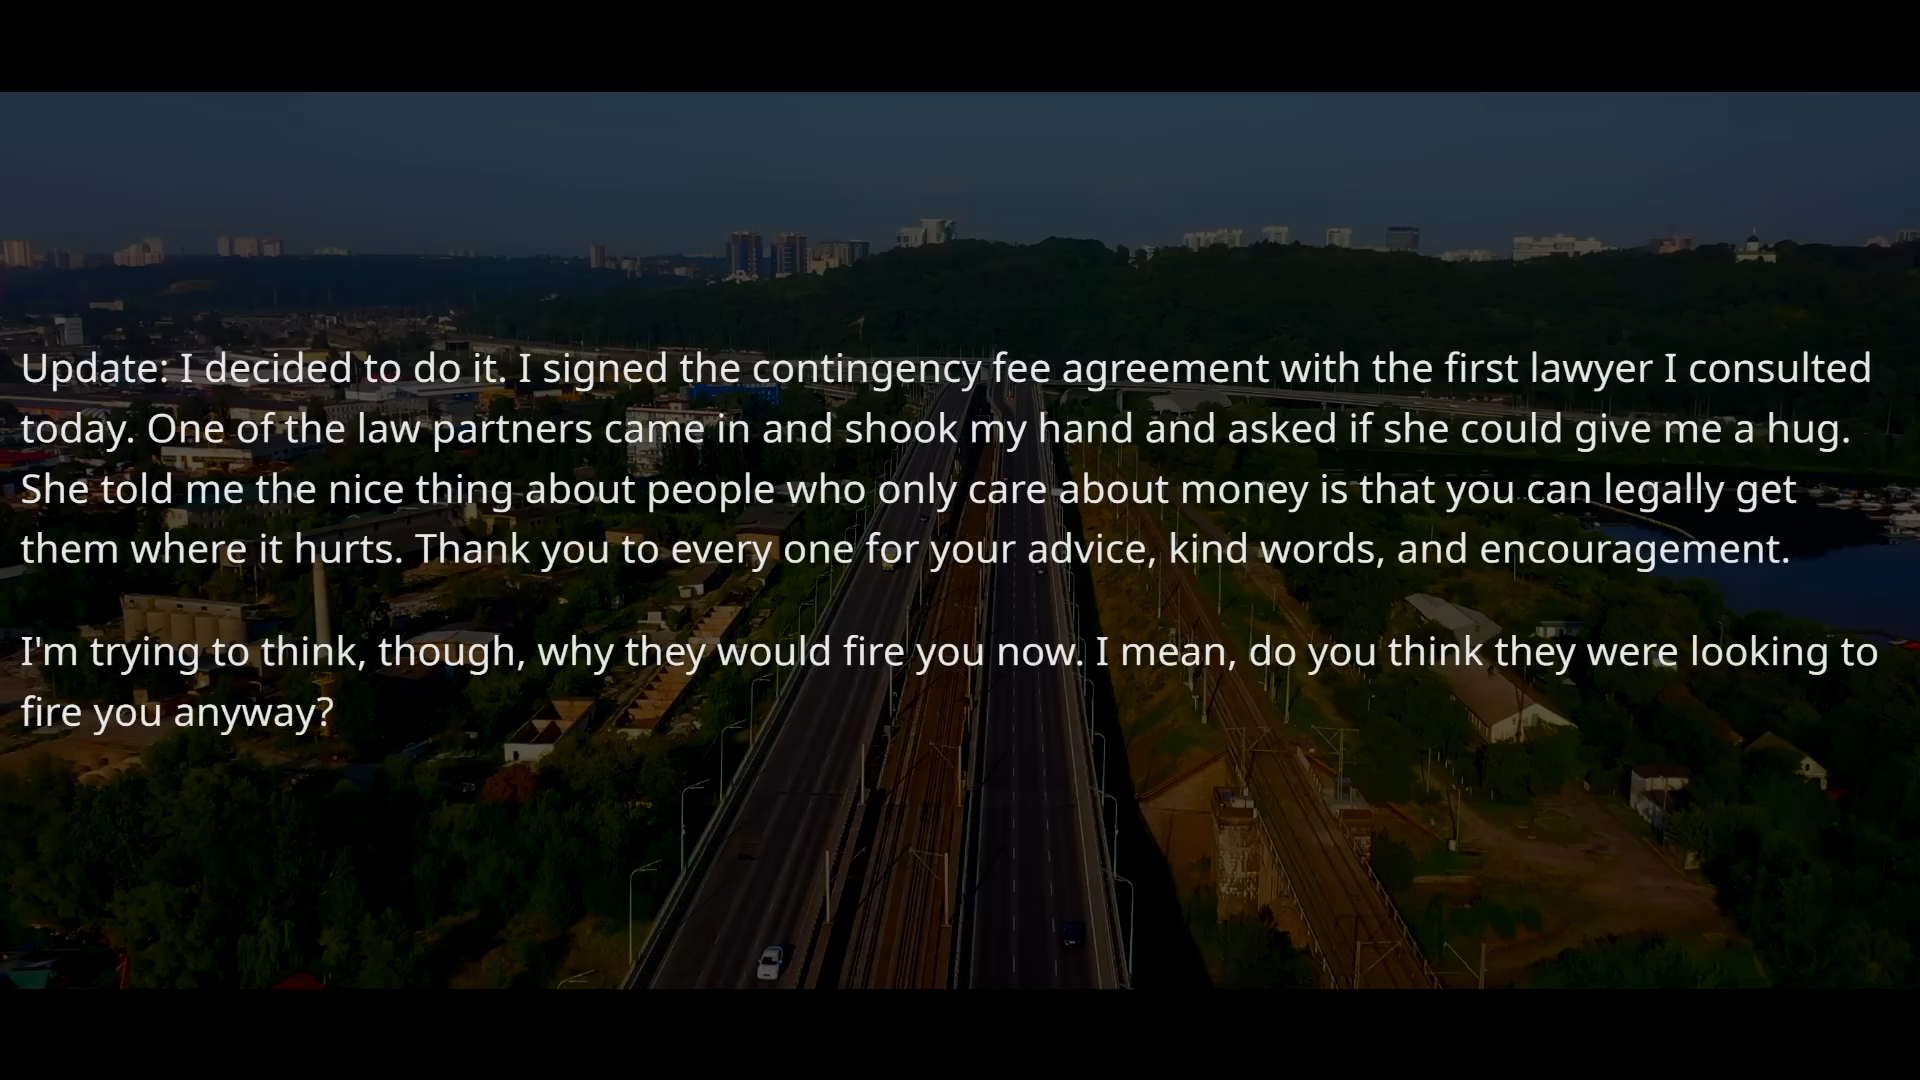 Update: I decided to do it. I signed the contingency fee agreement with the first lawyer I consulted
today. One of the law partners came in and shook my hand and asked if she could give me a hug.
She told me the nice thing about people who only care about money is that you can legally get
them where it hurts. Thank you to every one for your advice, kind words, and encouragement.
I'm trying to think, though, why they would fire you now. I mean, do you think they were looking to
fire you anyway?